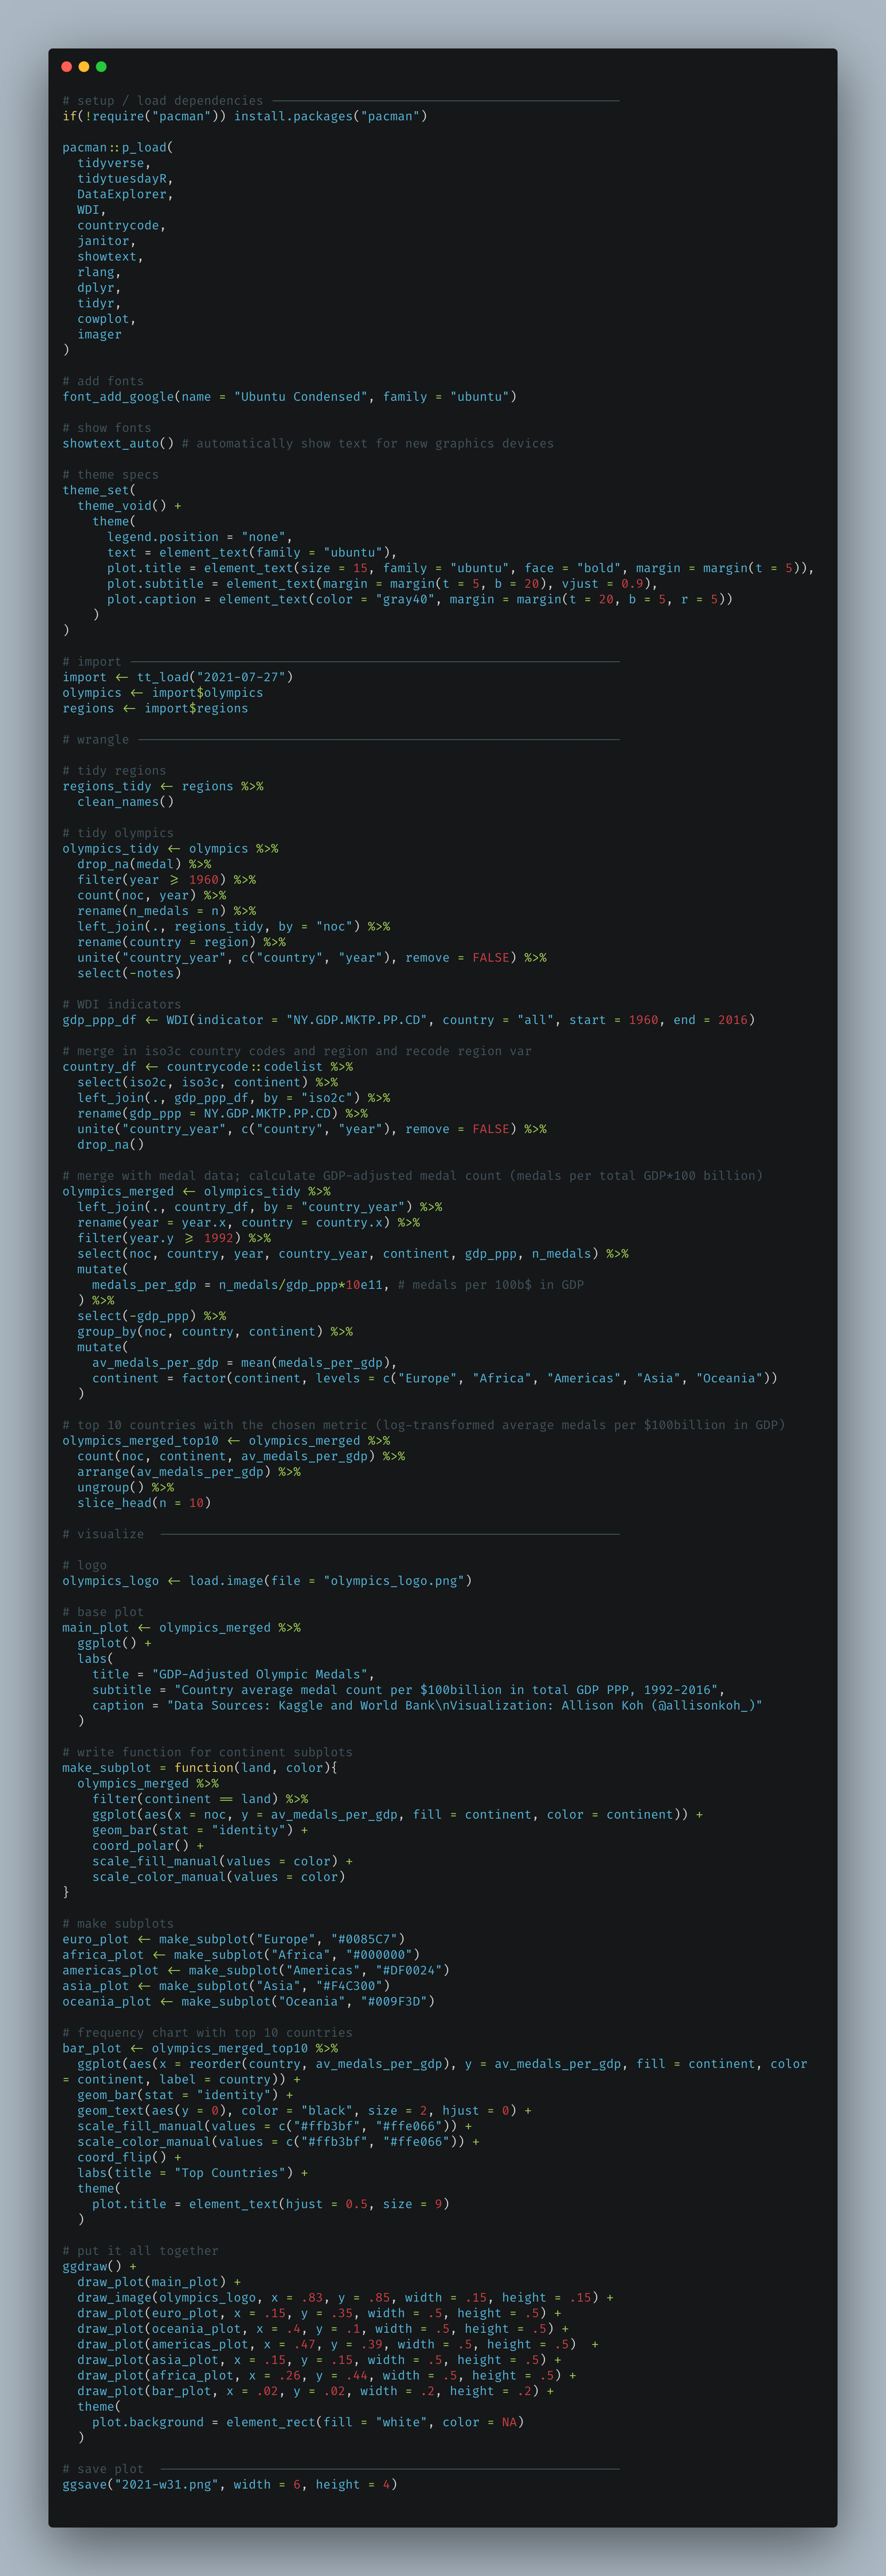 # setup / load dependencies ───────────────────────────────────────────────
if(!require("pacman")) install.packages("pacman")

pacman::p_load(
  tidyverse,
  tidytuesdayR,
  DataExplorer,
  WDI,
  countrycode,
  janitor,
  showtext,
  rlang,
  dplyr,
  tidyr,
  cowplot,
  imager
)

# add fonts
font_add_google(name = "Ubuntu Condensed", family = "ubuntu")

# show fonts
showtext_auto() # automatically show text for new graphics devices

# theme specs
theme_set(
  theme_void() +
    theme(
      legend.position = "none",
      text = element_text(family = "ubuntu"),
      plot.title = element_text(size = 15, family = "ubuntu", face = "bold", margin = margin(t = 5)),
      plot.subtitle = element_text(margin = margin(t = 5, b = 20), vjust = 0.9),
      plot.caption = element_text(color = "gray40", margin = margin(t = 20, b = 5, r = 5))
    )
)

# import ──────────────────────────────────────────────────────────────────
import <- tt_load("2021-07-27")
olympics <- import$olympics
regions <- import$regions

# wrangle ─────────────────────────────────────────────────────────────────

# tidy regions
regions_tidy <- regions %>%
  clean_names()

# tidy olympics
olympics_tidy <- olympics %>%
  drop_na(medal) %>%
  filter(year >= 1960) %>%
  count(noc, year) %>%
  rename(n_medals = n) %>%
  left_join(., regions_tidy, by = "noc") %>%
  rename(country = region) %>%
  unite("country_year", c("country", "year"), remove = FALSE) %>%
  select(-notes)

# WDI indicators
gdp_ppp_df <- WDI(indicator = "NY.GDP.MKTP.PP.CD", country = "all", start = 1960, end = 2016)

# merge in iso3c country codes and region and recode region var
country_df <- countrycode::codelist %>%
  select(iso2c, iso3c, continent) %>%
  left_join(., gdp_ppp_df, by = "iso2c") %>%
  rename(gdp_ppp = NY.GDP.MKTP.PP.CD) %>%
  unite("country_year", c("country", "year"), remove = FALSE) %>%
  drop_na()

# merge with medal data; calculate GDP-adjusted medal count (medals per total GDP*100 billion)
olympics_merged <- olympics_tidy %>%
  left_join(., country_df, by = "country_year") %>%
  rename(year = year.x, country = country.x) %>%
  filter(year.y >= 1992) %>%
  select(noc, country, year, country_year, continent, gdp_ppp, n_medals) %>%
  mutate(
    medals_per_gdp = n_medals/gdp_ppp*10e11, # medals per 100b$ in GDP
  ) %>%
  select(-gdp_ppp) %>%
  group_by(noc, country, continent) %>%
  mutate(
    av_medals_per_gdp = mean(medals_per_gdp),
    continent = factor(continent, levels = c("Europe", "Africa", "Americas", "Asia", "Oceania"))
  )

# top 10 countries with the chosen metric (log-transformed average medals per $100billion in GDP)
olympics_merged_top10 <- olympics_merged %>%
  count(noc, continent, av_medals_per_gdp) %>%
  arrange(av_medals_per_gdp) %>%
  ungroup() %>%
  slice_head(n = 10)

# visualize  ──────────────────────────────────────────────────────────────

# logo
olympics_logo <- load.image(file = "olympics_logo.png")

# base plot
main_plot <- olympics_merged %>%
  ggplot() +
  labs(
    title = "GDP-Adjusted Olympic Medals",
    subtitle = "Country average medal count per $100billion in total GDP PPP, 1992-2016",
    caption = "Data Sources: Kaggle and World Bank\nVisualization: Allison Koh (@allisonkoh_)"
  )

# write function for continent subplots
make_subplot = function(land, color){
  olympics_merged %>%
    filter(continent == land) %>%
    ggplot(aes(x = noc, y = av_medals_per_gdp, fill = continent, color = continent)) +
    geom_bar(stat = "identity") +
    coord_polar() +
    scale_fill_manual(values = color) +
    scale_color_manual(values = color)
}

# make subplots
euro_plot <- make_subplot("Europe", "#0085C7")
africa_plot <- make_subplot("Africa", "#000000")
americas_plot <- make_subplot("Americas", "#DF0024")
asia_plot <- make_subplot("Asia", "#F4C300")
oceania_plot <- make_subplot("Oceania", "#009F3D")

# frequency chart with top 10 countries
bar_plot <- olympics_merged_top10 %>%
  ggplot(aes(x = reorder(country, av_medals_per_gdp), y = av_medals_per_gdp, fill = continent, color
= continent, label = country)) +
  geom_bar(stat = "identity") +
  geom_text(aes(y = 0), color = "black", size = 2, hjust = 0) +
  scale_fill_manual(values = c("#ffb3bf", "#ffe066")) +
  scale_color_manual(values = c("#ffb3bf", "#ffe066")) +
  coord_flip() +
  labs(title = "Top Countries") +
  theme(
    plot.title = element_text(hjust = 0.5, size = 9)
  )

# put it all together
ggdraw() +
  draw_plot(main_plot) +
  draw_image(olympics_logo, x = .83, y = .85, width = .15, height = .15) +
  draw_plot(euro_plot, x = .15, y = .35, width = .5, height = .5) +
  draw_plot(oceania_plot, x = .4, y = .1, width = .5, height = .5) +
  draw_plot(americas_plot, x = .47, y = .39, width = .5, height = .5)  +
  draw_plot(asia_plot, x = .15, y = .15, width = .5, height = .5) +
  draw_plot(africa_plot, x = .26, y = .44, width = .5, height = .5) +
  draw_plot(bar_plot, x = .02, y = .02, width = .2, height = .2) +
  theme(
    plot.background = element_rect(fill = "white", color = NA)
  )

# save plot  ──────────────────────────────────────────────────────────────
ggsave("2021-w31.png", width = 6, height = 4)